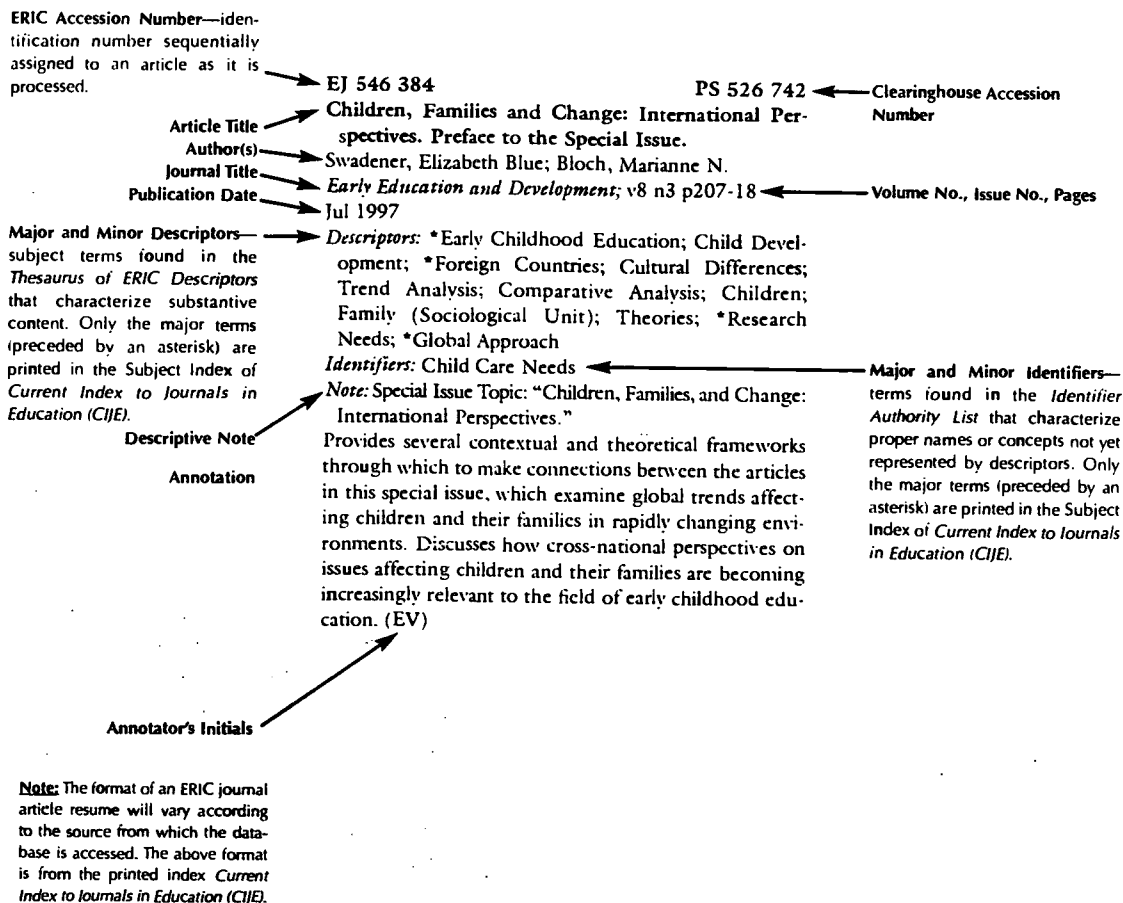 ERIC Accession Number—iden-
tification number sequentially
assigned to an article as it is
processed.
EJ 546 384 PS 526 742
Clearinghouse Accession
Number
Article Title
Children, Families and Change: International Per-
spectives. Preface to the Special Issue.
Author(s)
Swadener, Elizabeth Blue; Bloch, Marianne N.
Journal Title
Early Education and Development; v8 n3 p207-18
Volume No., Issue No., Pages
Publication Date
Jul 1997
Major and Minor Descriptors—
subject terms found in the
Thesaurus of ERIC Descriptors
that characterize substantive
content. Only the major terms
(preceded by an asterisk) are
printed in the Subject Index of
Current Index to Journals in
Education (CIJE).
Descriptors: *Early Childhood Education; Child Devel-
opment; *Foreign Countries; Cultural Differences;
Trend Analysis; Comparative Analysis; Children;
Family (Sociological Unit); Theories; *Research
Needs; *Global Approach
Identifiers: Child Care Needs
Major and Minor Identifiers—
terms found in the Identifier
Authority List that characterize
proper names or concepts not yet
represented by descriptors. Only
the major terms (preceded by an
asterisk) are printed in the Subject
Index of Current Index to Journals
in Education (CIJE).
Descriptive Note
Note: Special Issue Topic: "Children, Families, and Change:
International Perspectives."
Annotation
Provides several contextual and theoretical frameworks
through which to make connections between the articles
in this special issue, which examine global trends affect-
ing children and their families in rapidly changing envi-
ronments. Discusses how cross-national perspectives on
issues affecting children and their families are becoming
increasingly relevant to the field of early childhood edu-
cation. (EV)
Annotator's Initials
Note: The format of an ERIC journal
article resume will vary according
to the source from which the data-
base is accessed. The above format
is from the printed index Current
Index to Journals in Education (CIJE).